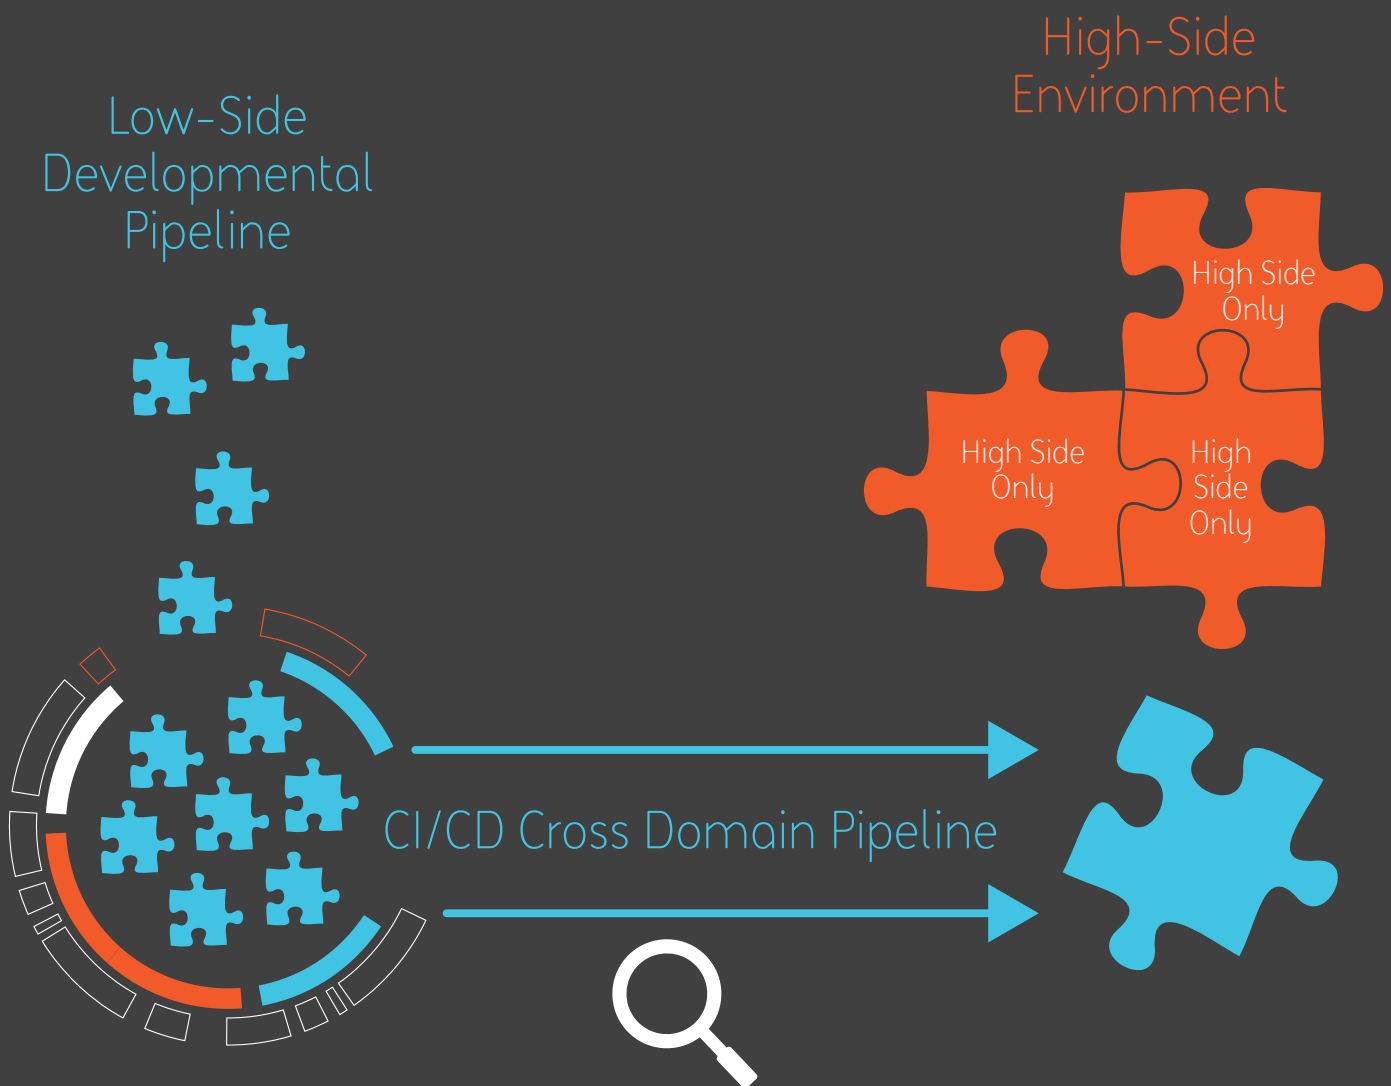 Low-Side
Developmental
Pipeline
High-Side
Environment
High Side
Only
High Side
Only
High
Side
Only
CI/CD Cross Domain Pipeline